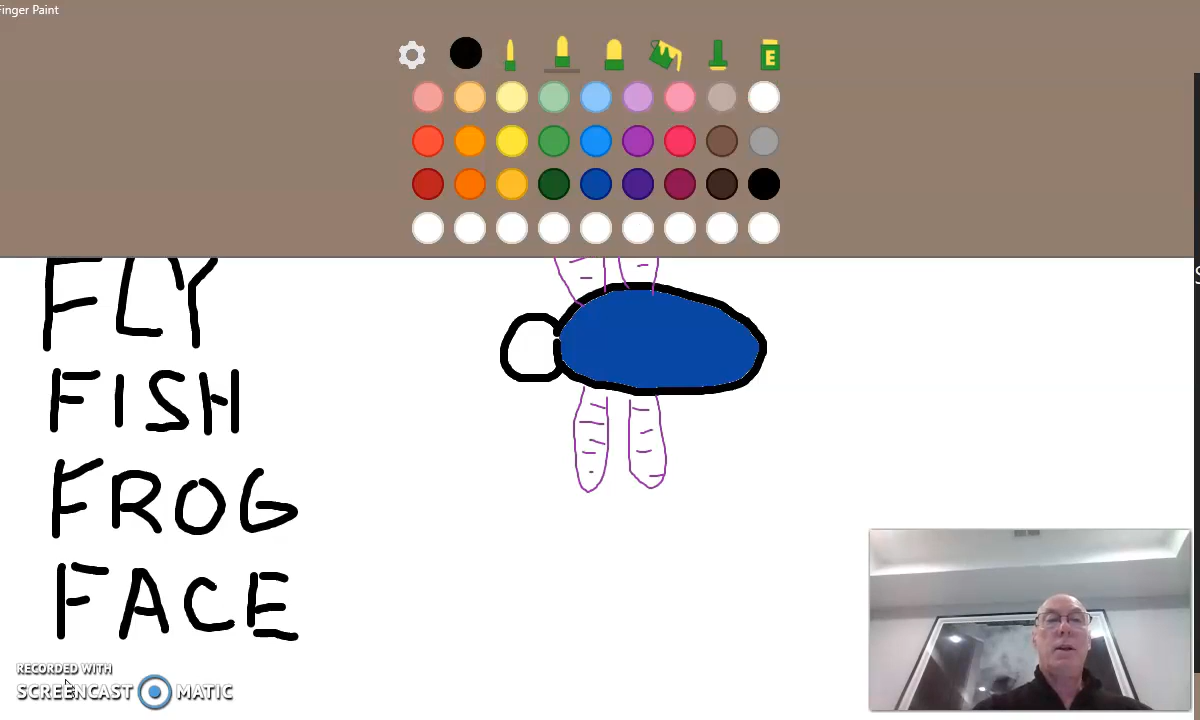 Finger Paint
E
FLY
FISH
FROG
FACE
RECORDED WITH
SCREENCAST MATIC